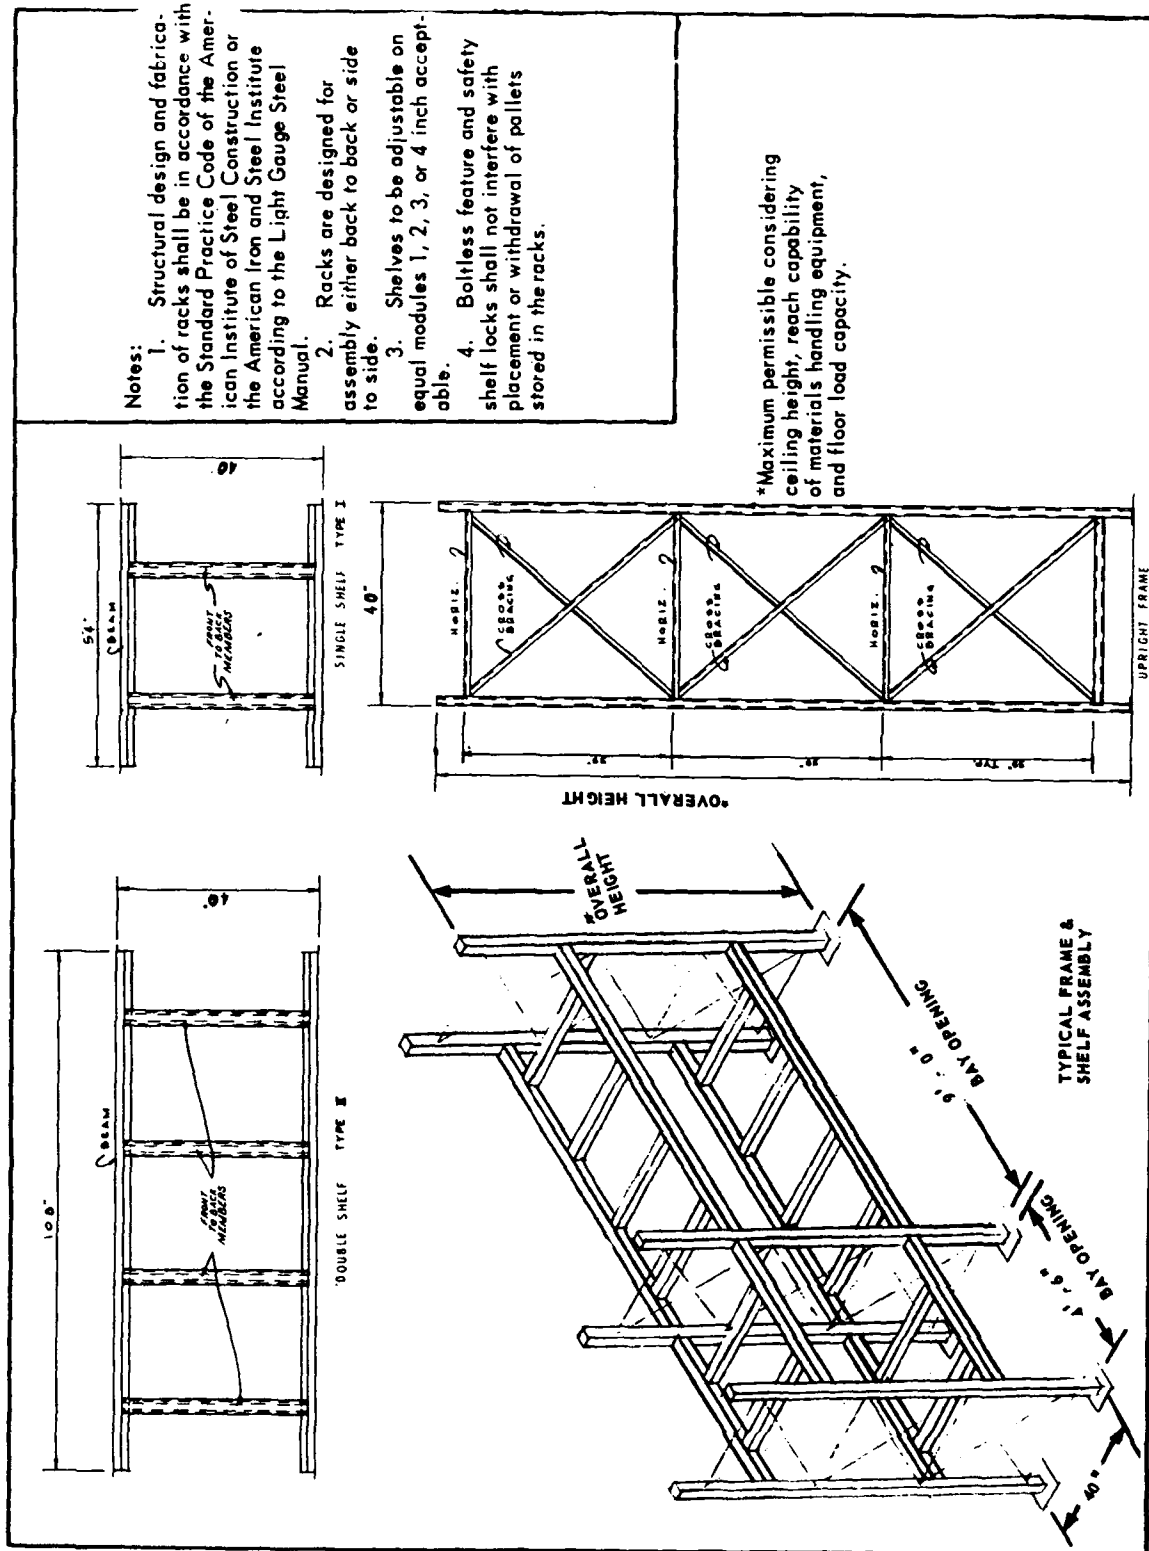 108"
BEAM
FRONT
TO BACK
MEMBERS
40"
DOUBLE SHELF TYPE II
54"
BEAM
FRONT
TO BACK
MEMBERS
40"
SINGLE SHELF TYPE I
Notes:
1. Structural design and fabrica-
tion of racks shall be in accordance with
the Standard Practice Code of the Amer-
ican Institute of Steel Construction or
the American Iron and Steel Institute
according to the Light Gauge Steel
Manual.
2. Racks are designed for
assembly either back to back or side
to side.
3. Shelves to be adjustable on
equal modules 1, 2, 3, or 4 inch accept-
able.
4. Boltless feature and safety
shelf locks shall not interfere with
placement or withdrawal of pallets
stored in the racks.
*OVERALL
HEIGHT
9' - 0"
BAY OPENING
4' - 6"
BAY OPENING
40"
TYPICAL FRAME &
SHELF ASSEMBLY
*OVERALL HEIGHT
40"
HORIZ.
CROSS
BRACING
HORIZ.
CROSS
BRACING
HORIZ.
CROSS
BRACING
TYP.
UPRIGHT FRAME
*Maximum permissible considering
ceiling height, reach capability
of materials handling equipment,
and floor load capacity.